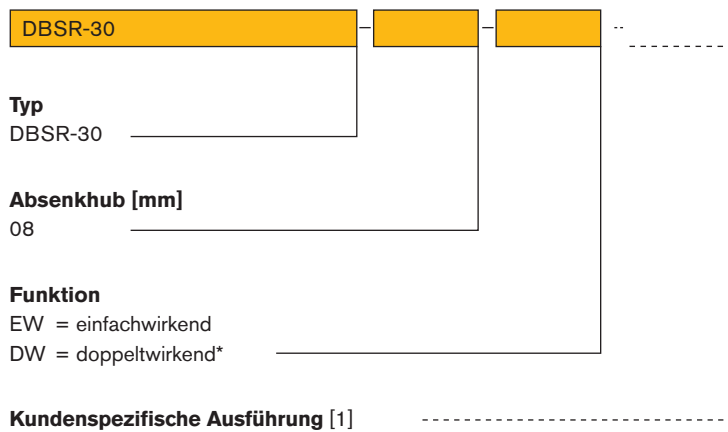 DBSR-30 – – --
Typ
DBSR-30
Absenkhub [mm]
08
Funktion
EW = einfachwirkend
DW = doppeltwirkend*
Kundenspezifische Ausführung [1]